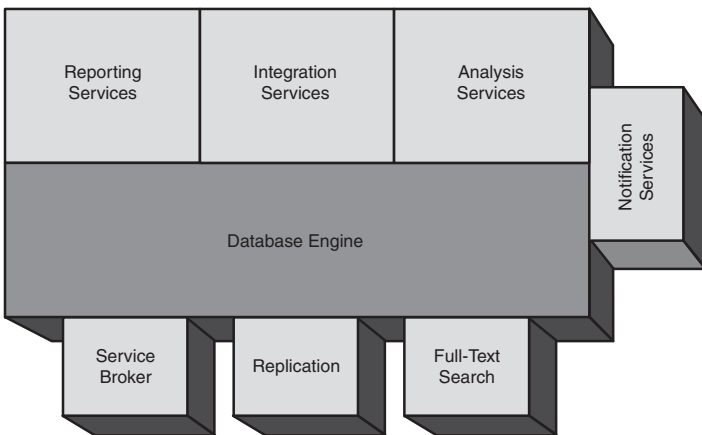 Reporting
Services
Integration
Services
Analysis
Services
Notification
Services
Database Engine
Service
Broker
Replication
Full-Text
Search